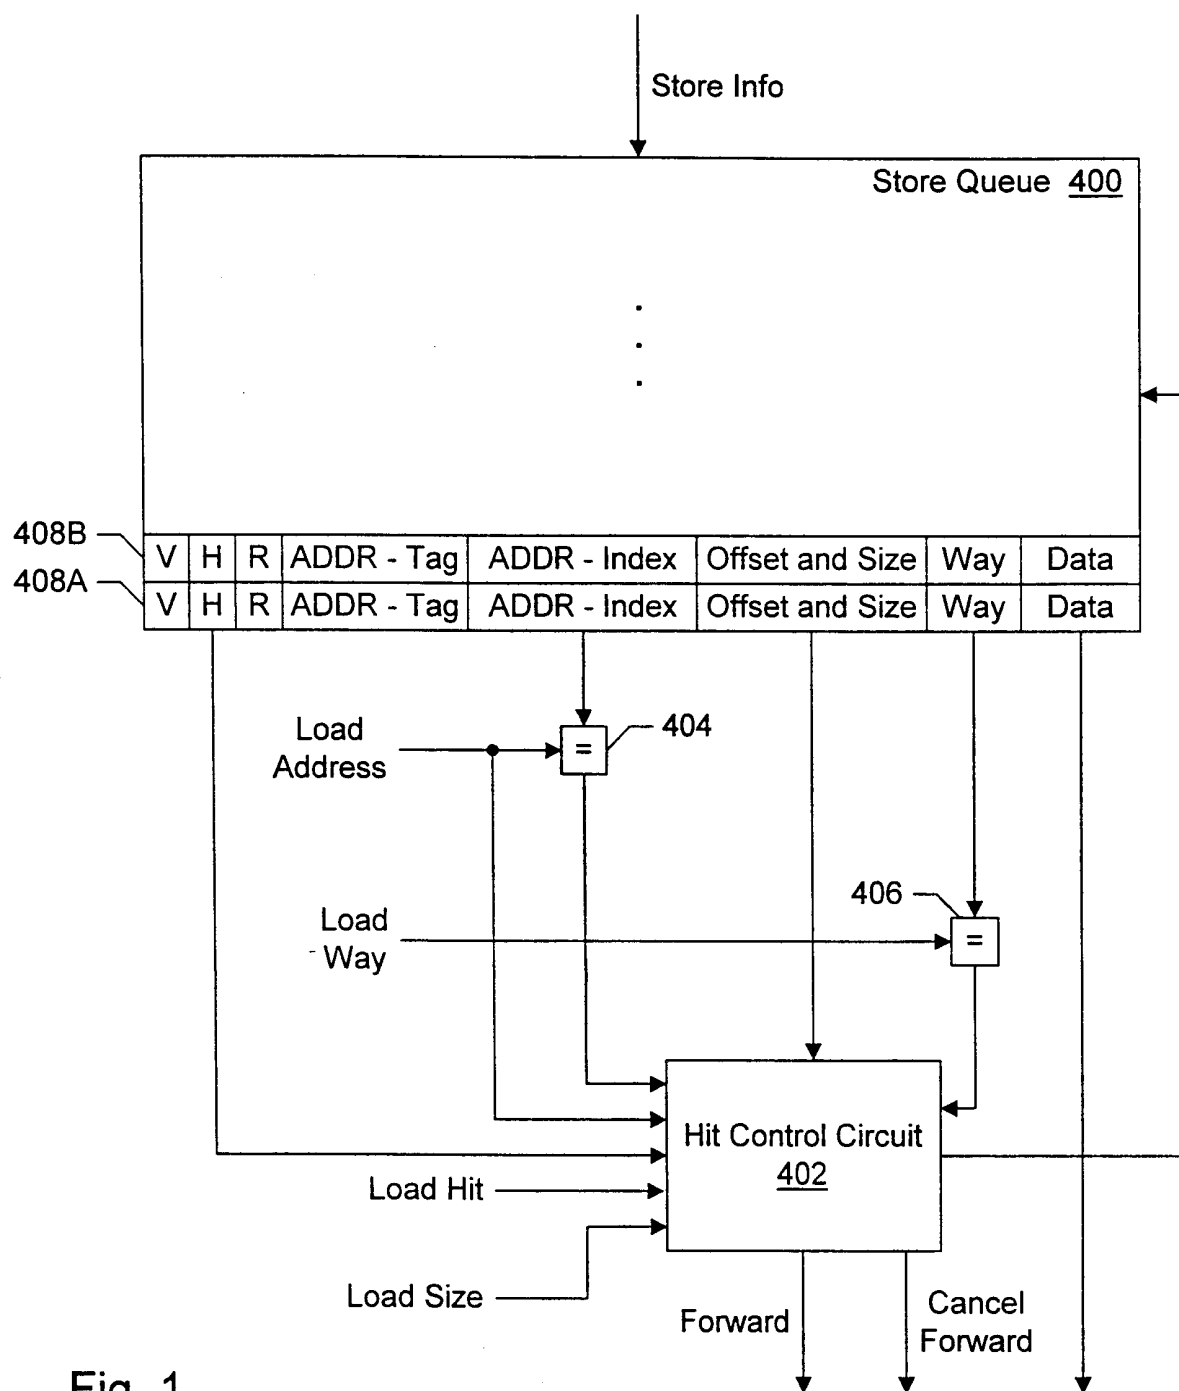 Store Info
Store Queue 400
408B
V H R ADDR - Tag ADDR - Index Offset and Size Way Data
408A
V H R ADDR - Tag ADDR - Index Offset and Size Way Data
Load
Address
=
404
406
Load
Way
=
Hit Control Circuit
402
Load Hit
Load Size
Forward
Cancel
Forward
Fig. 1